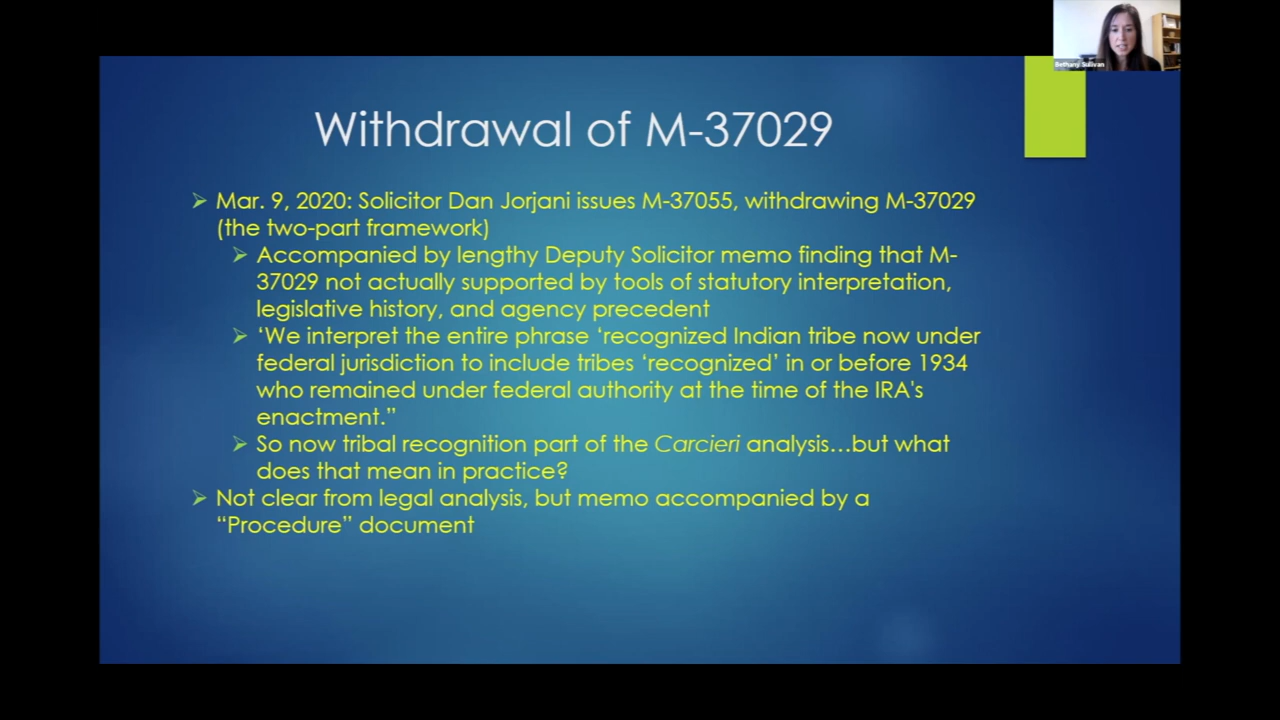 Bethany Sullivan
Withdrawal of M-37029
Mar. 9, 2020: Solicitor Dan Jorjani issues M-37055, withdrawing M-37029
(the two-part framework)
Accompanied by lengthy Deputy Solicitor memo finding that M-
37029 not actually supported by tools of statutory interpretation,
legislative history, and agency precedent
‘We interpret the entire phrase ‘recognized Indian tribe now under
federal jurisdiction to include tribes ‘recognized’ in or before 1934
who remained under federal authority at the time of the IRA's
enactment.”
So now tribal recognition part of the Carcieri analysis…but what
does that mean in practice?
Not clear from legal analysis, but memo accompanied by a
“Procedure” document